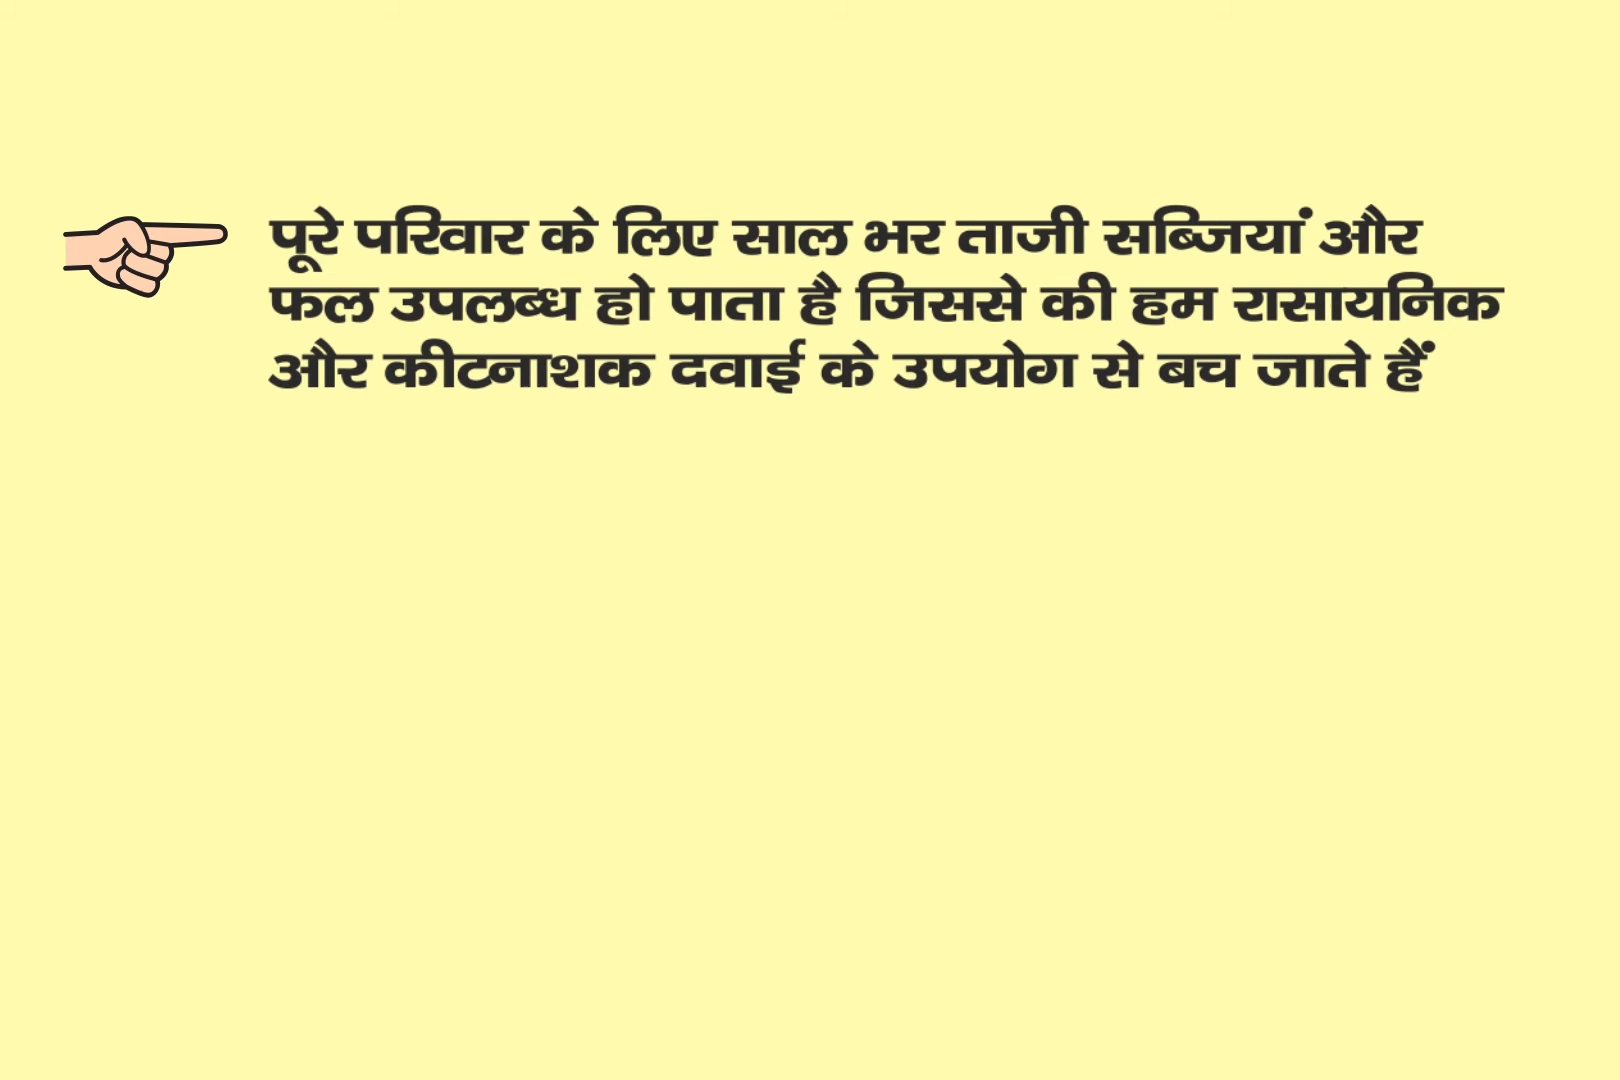 पूरे परिवार के लिए साल भर ताजी सब्जियां और
फल उपलब्ध हो पाता है जिससे की हम रासायनिक
और कीटनाशक दवाई के उपयोग से बच जाते हैं